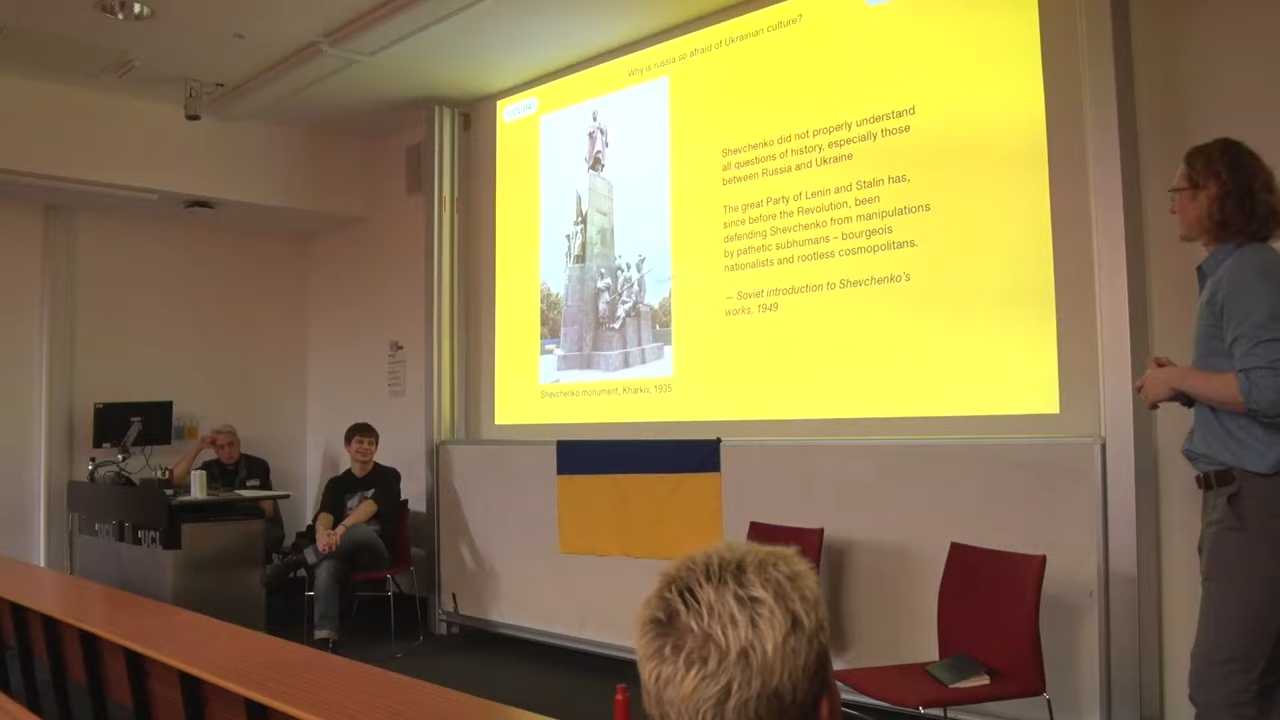 Why is russia so afraid of Ukrainian culture?
Shevchenko did not properly understand
all questions of history, especially those
between Russia and Ukraine
The great Party of Lenin and Stalin has,
since before the Revolution, been
defending Shevchenko from manipulations
by pathetic subhumans – bourgeois
nationalists and rootless cosmopolitans.
— Soviet introduction to Shevchenko's
works, 1949
Shevchenko monument, Kharkiv, 1935
UCL